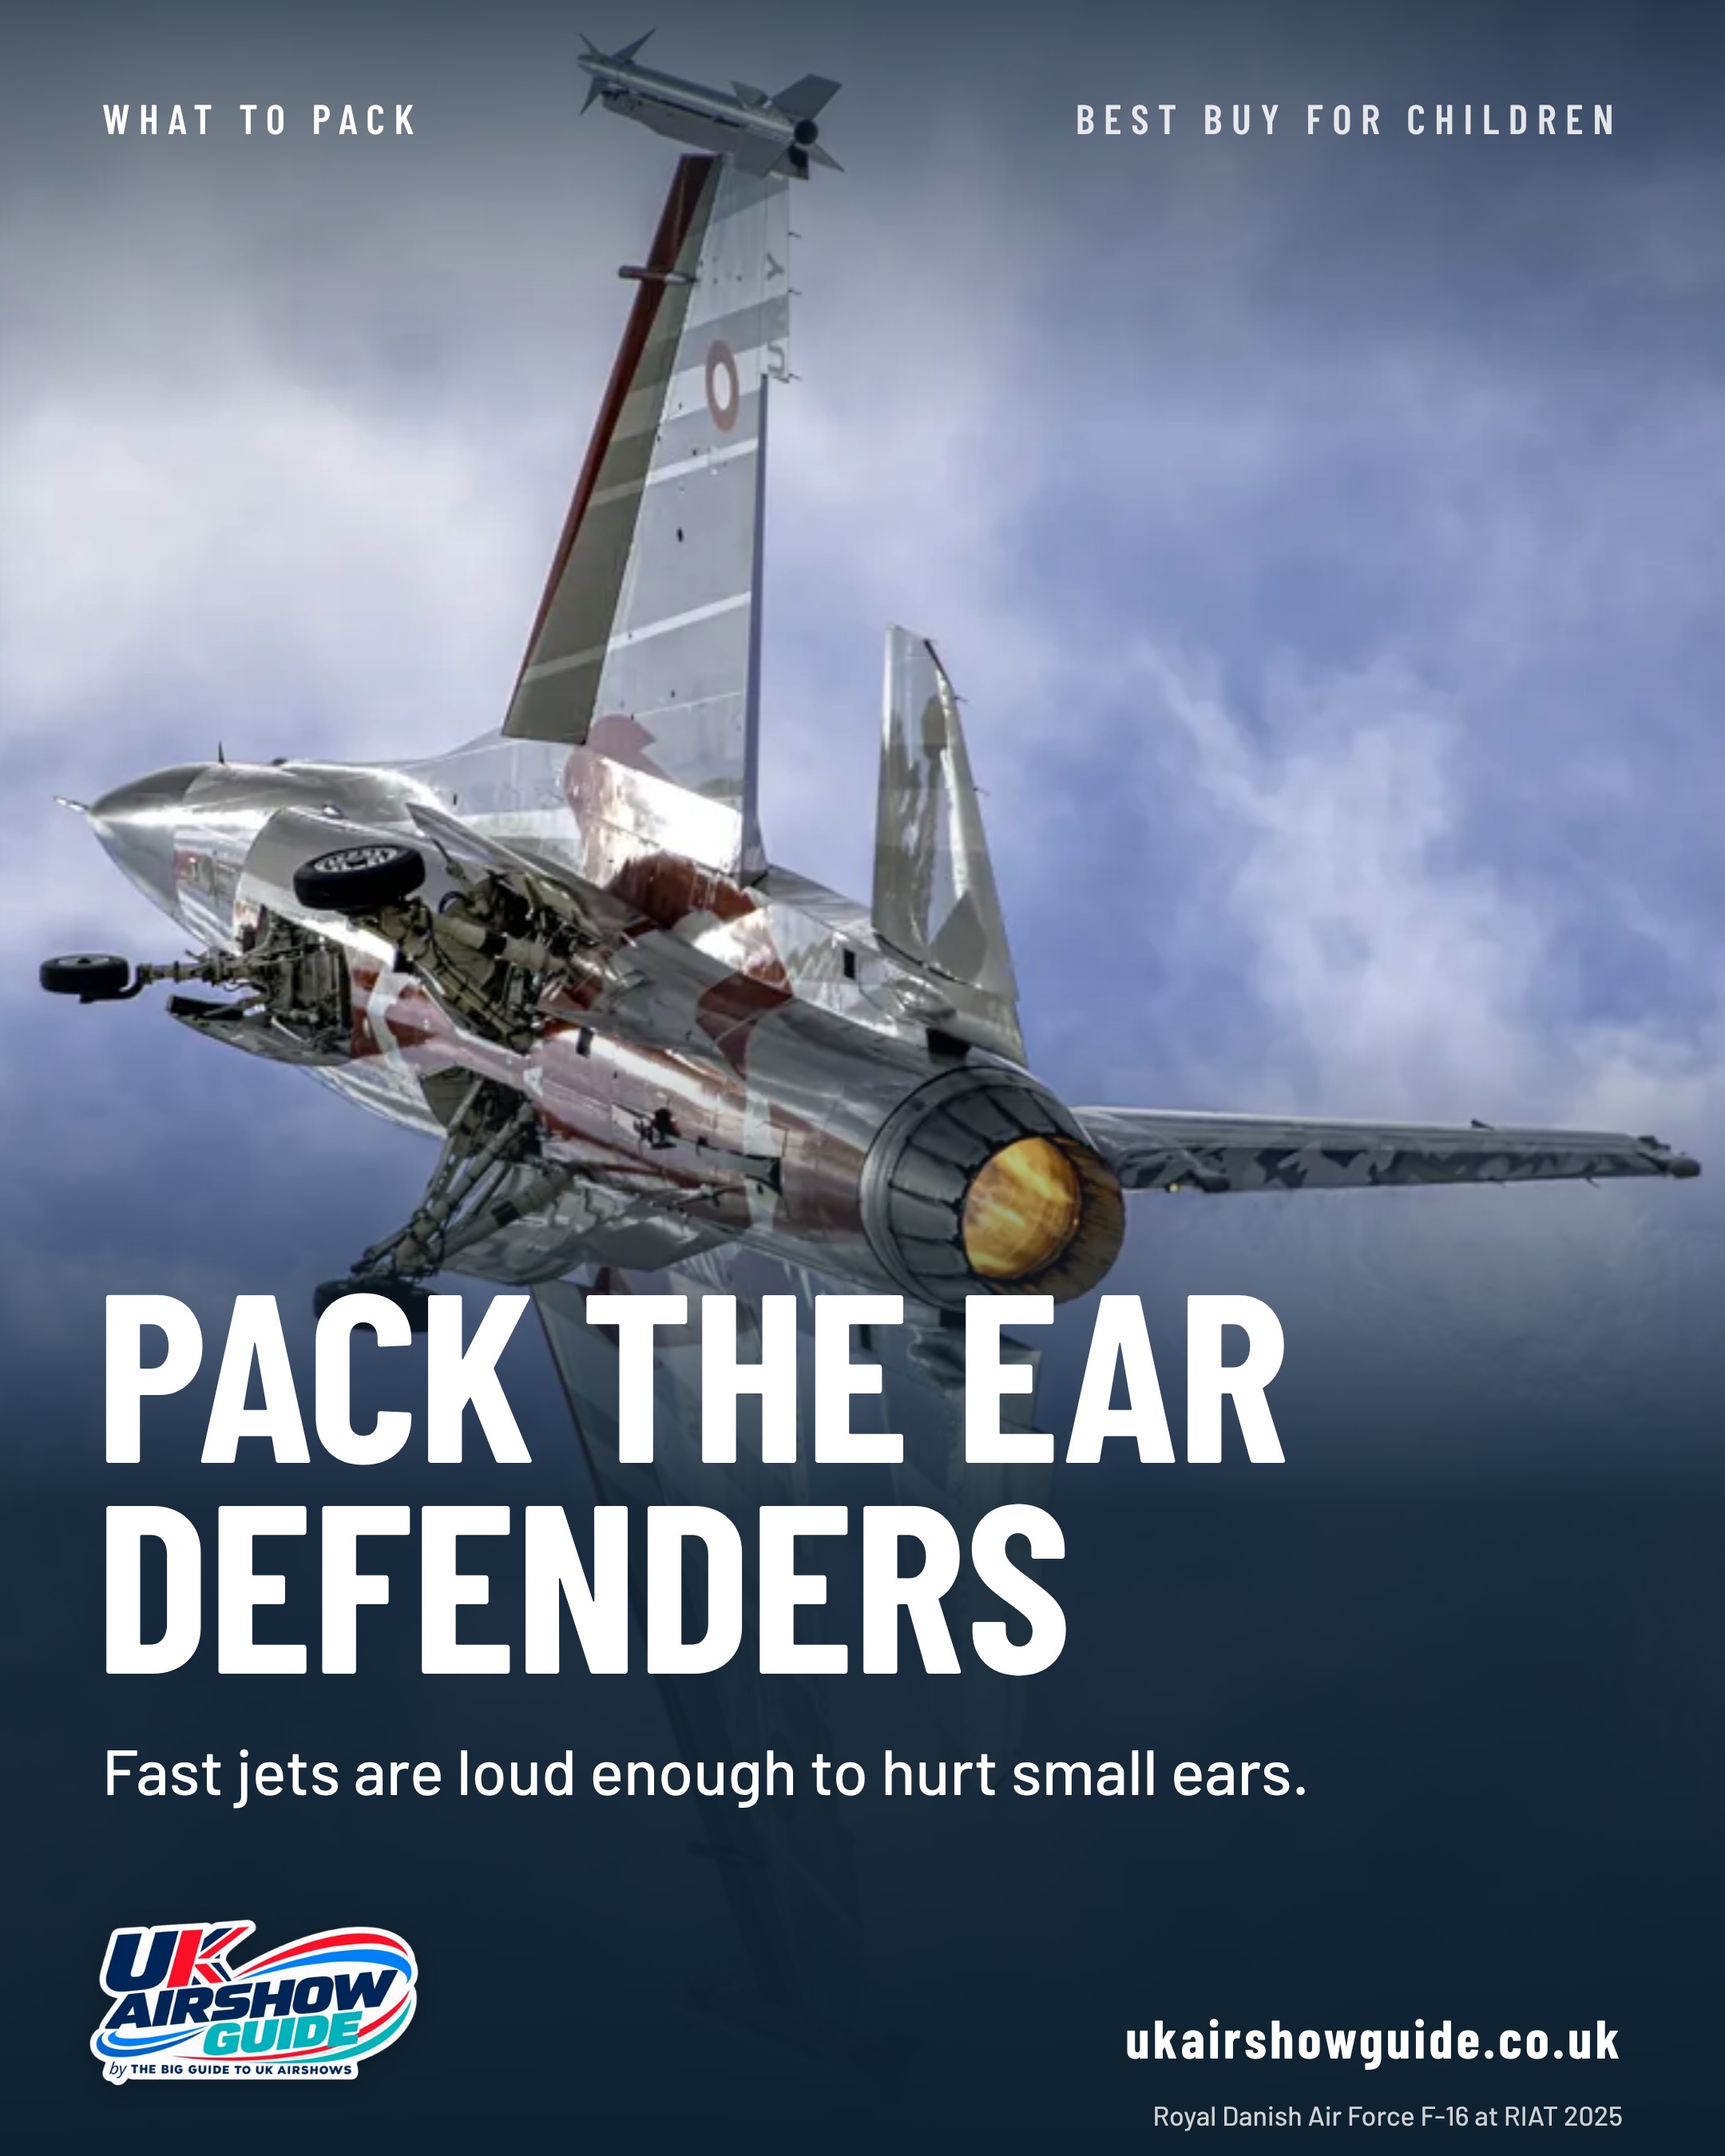 WHAT TO PACK
BEST BUY FOR CHILDREN
PACK THE EAR
DEFENDERS
Fast jets are loud enough to hurt small ears.
UK
AIRSHOW
GUIDE
by THE BIG GUIDE TO UK AIRSHOWS
ukairshowguide.co.uk
Royal Danish Air Force F-16 at RIAT 2025